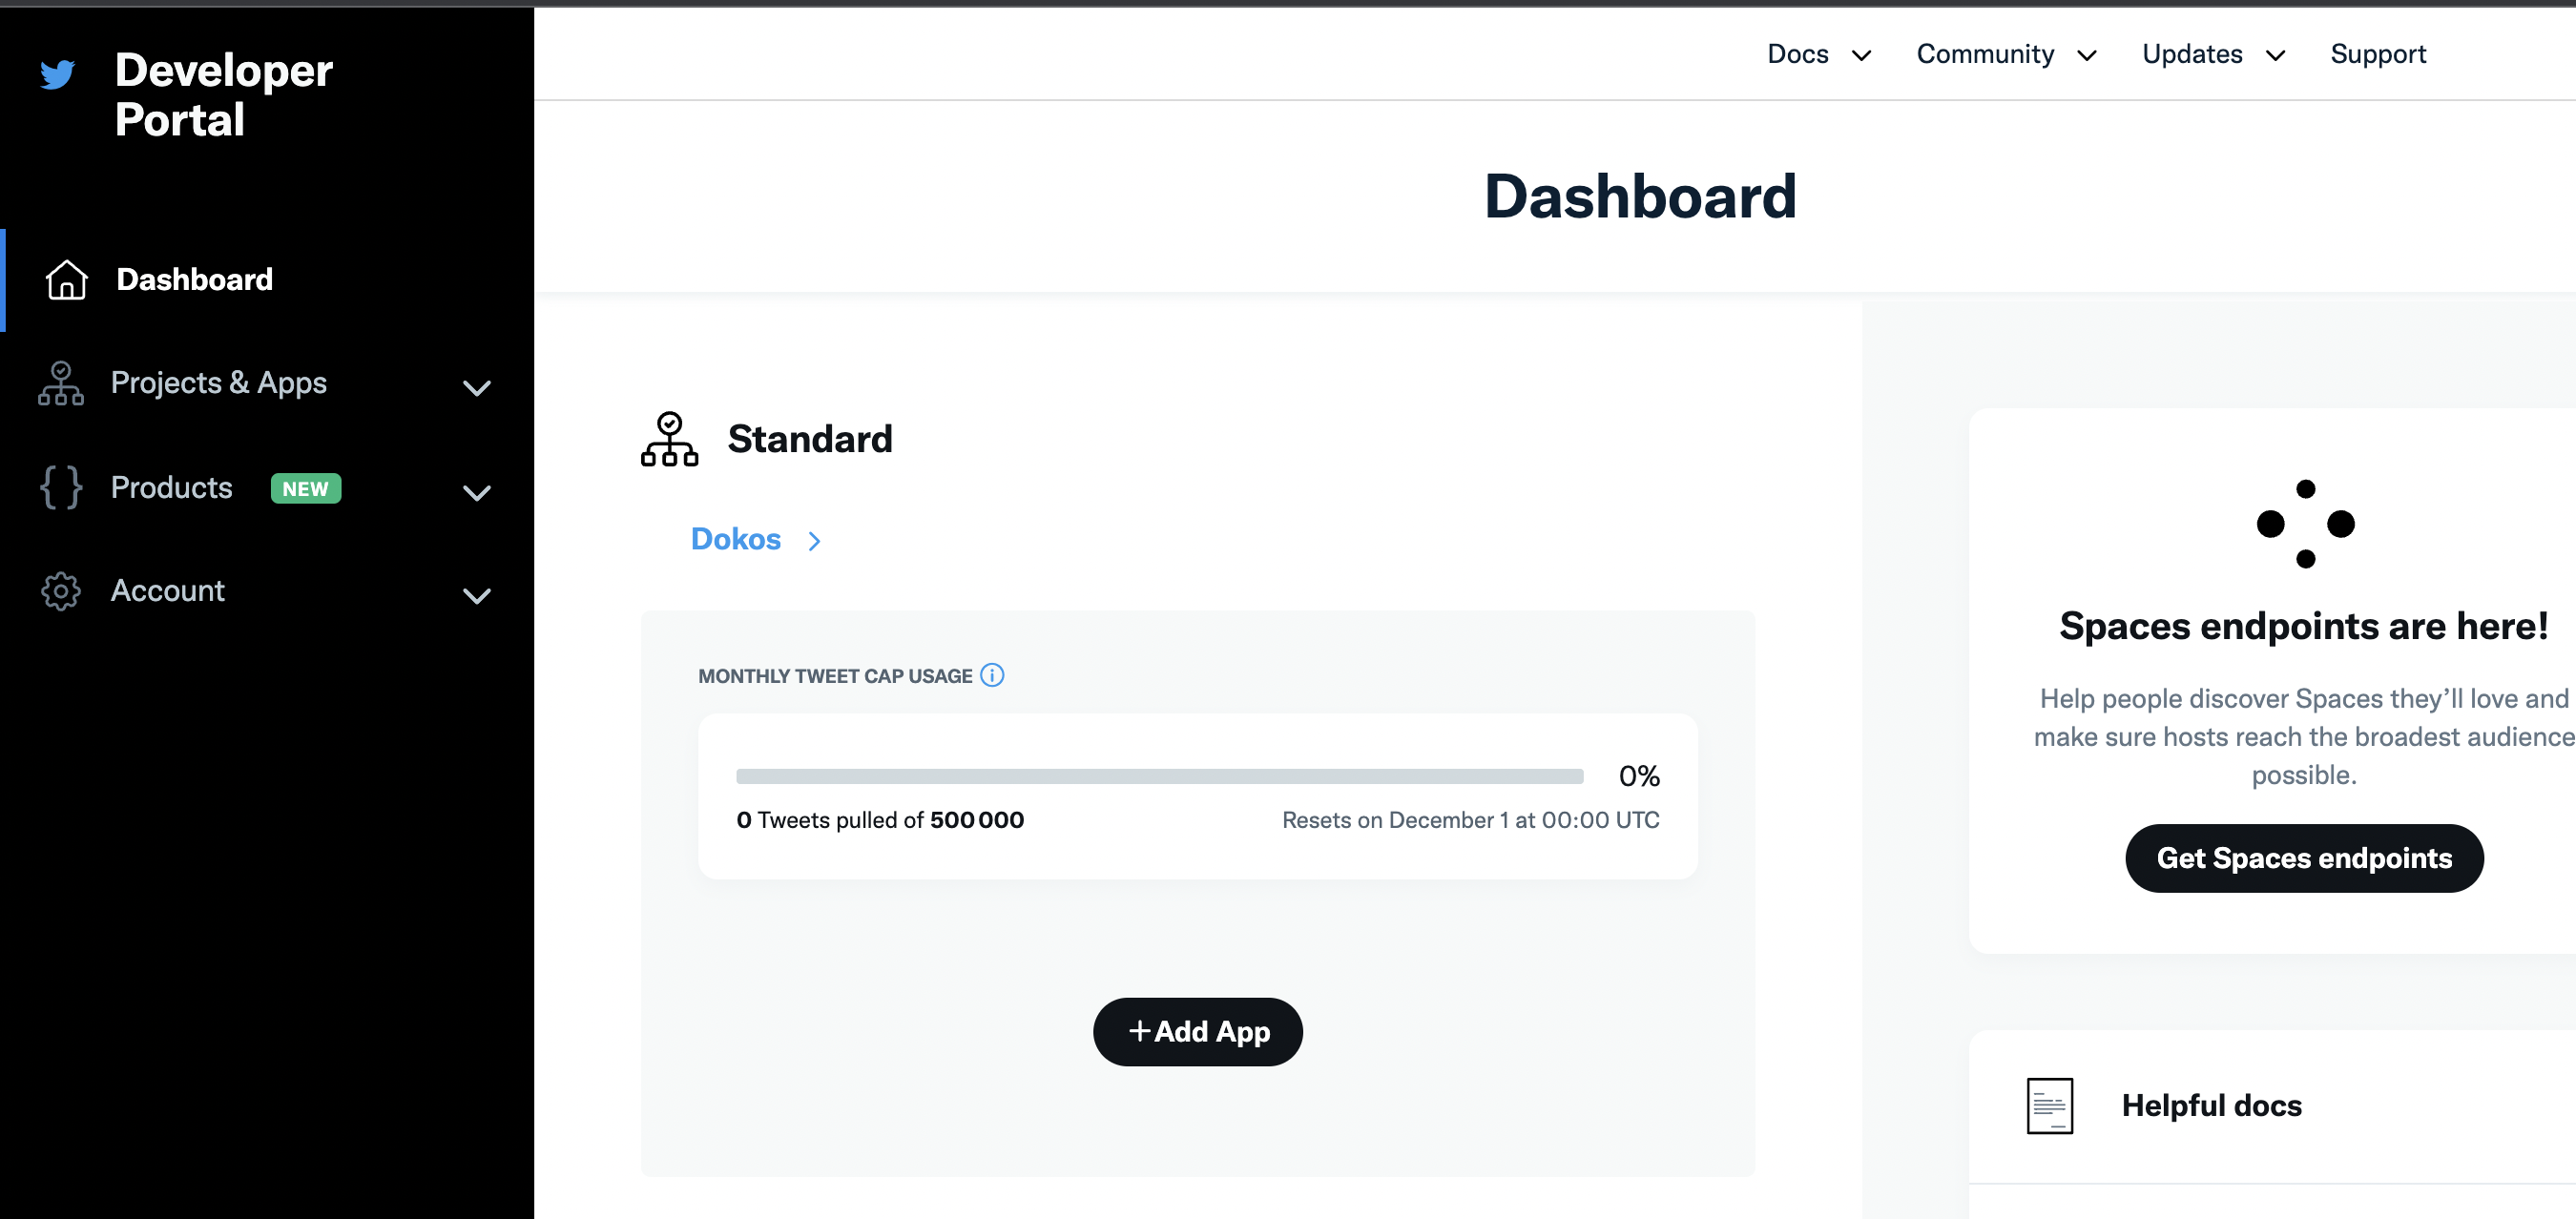 Developer
Portal
Dashboard
Projects & Apps
Products NEW
Account
Docs Community Updates Support
Dashboard
Standard
Dokos
MONTHLY TWEET CAP USAGE
0%
0 Tweets pulled of 500 000
Resets on December 1 at 00:00 UTC
+Add App
Spaces endpoints are here!
Help people discover Spaces they’ll love and
make sure hosts reach the broadest audience
possible.
Get Spaces endpoints
Helpful docs